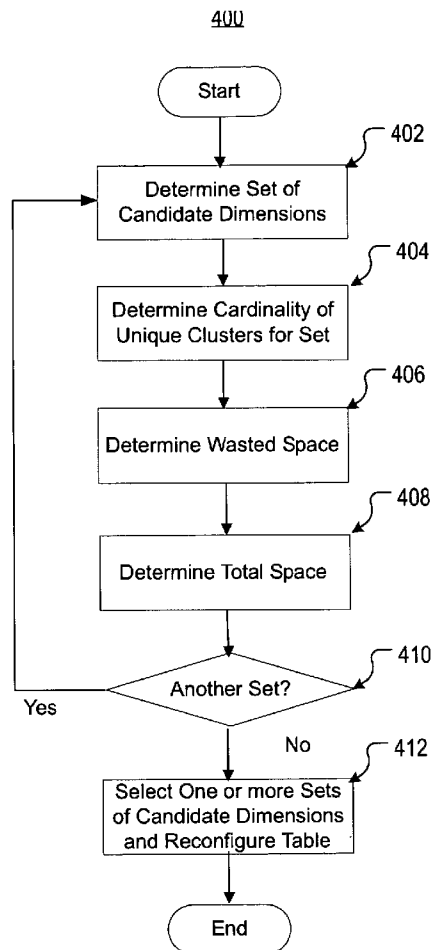 400
Start
402
Determine Set of
Candidate Dimensions
404
Determine Cardinality of
Unique Clusters for Set
406
Determine Wasted Space
408
Determine Total Space
410
Another Set?
Yes
No
412
Select One or more Sets
of Candidate Dimensions
and Reconfigure Table
End